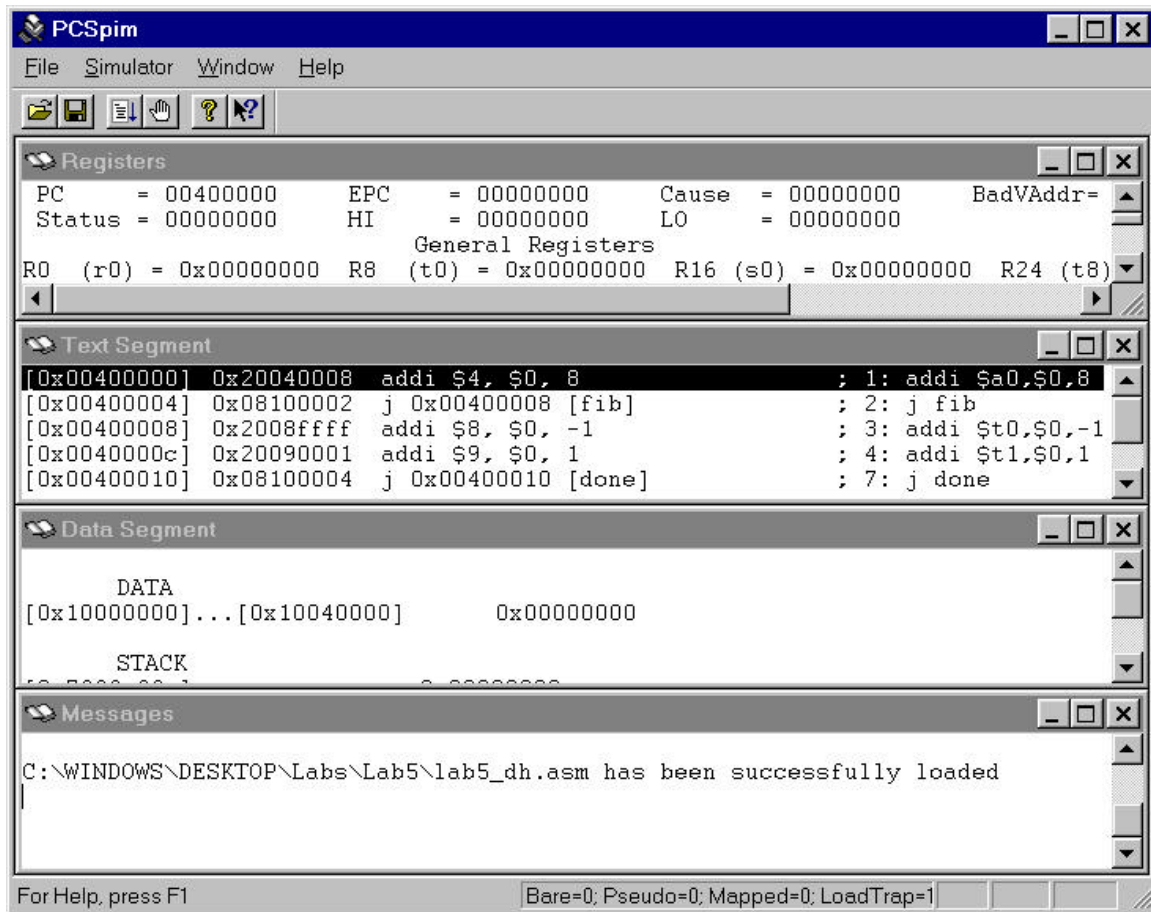 PCSpim
File Simulator Window Help
Registers
PC = 00400000 EPC = 00000000 Cause = 00000000 BadVAddr=
Status = 00000000 HI = 00000000 LO = 00000000
General Registers
R0 (r0) = 0x00000000 R8 (t0) = 0x00000000 R16 (s0) = 0x00000000 R24 (t8)
Text Segment
[0x00400000] 0x20040008 addi $4, $0, 8 ; 1: addi $a0,$0,8
[0x00400004] 0x08100002 j 0x00400008 [fib] ; 2: j fib
[0x00400008] 0x2008ffff addi $8, $0, -1 ; 3: addi $t0,$0,-1
[0x0040000c] 0x20090001 addi $9, $0, 1 ; 4: addi $t1,$0,1
[0x00400010] 0x08100004 j 0x00400010 [done] ; 7: j done
Data Segment
DATA
[0x10000000]...[0x10040000] 0x00000000
STACK
Messages
C:\WINDOWS\DESKTOP\Labs\Lab5\lab5_dh.asm has been successfully loaded
For Help, press F1
Bare=0; Pseudo=0; Mapped=0; LoadTrap=1